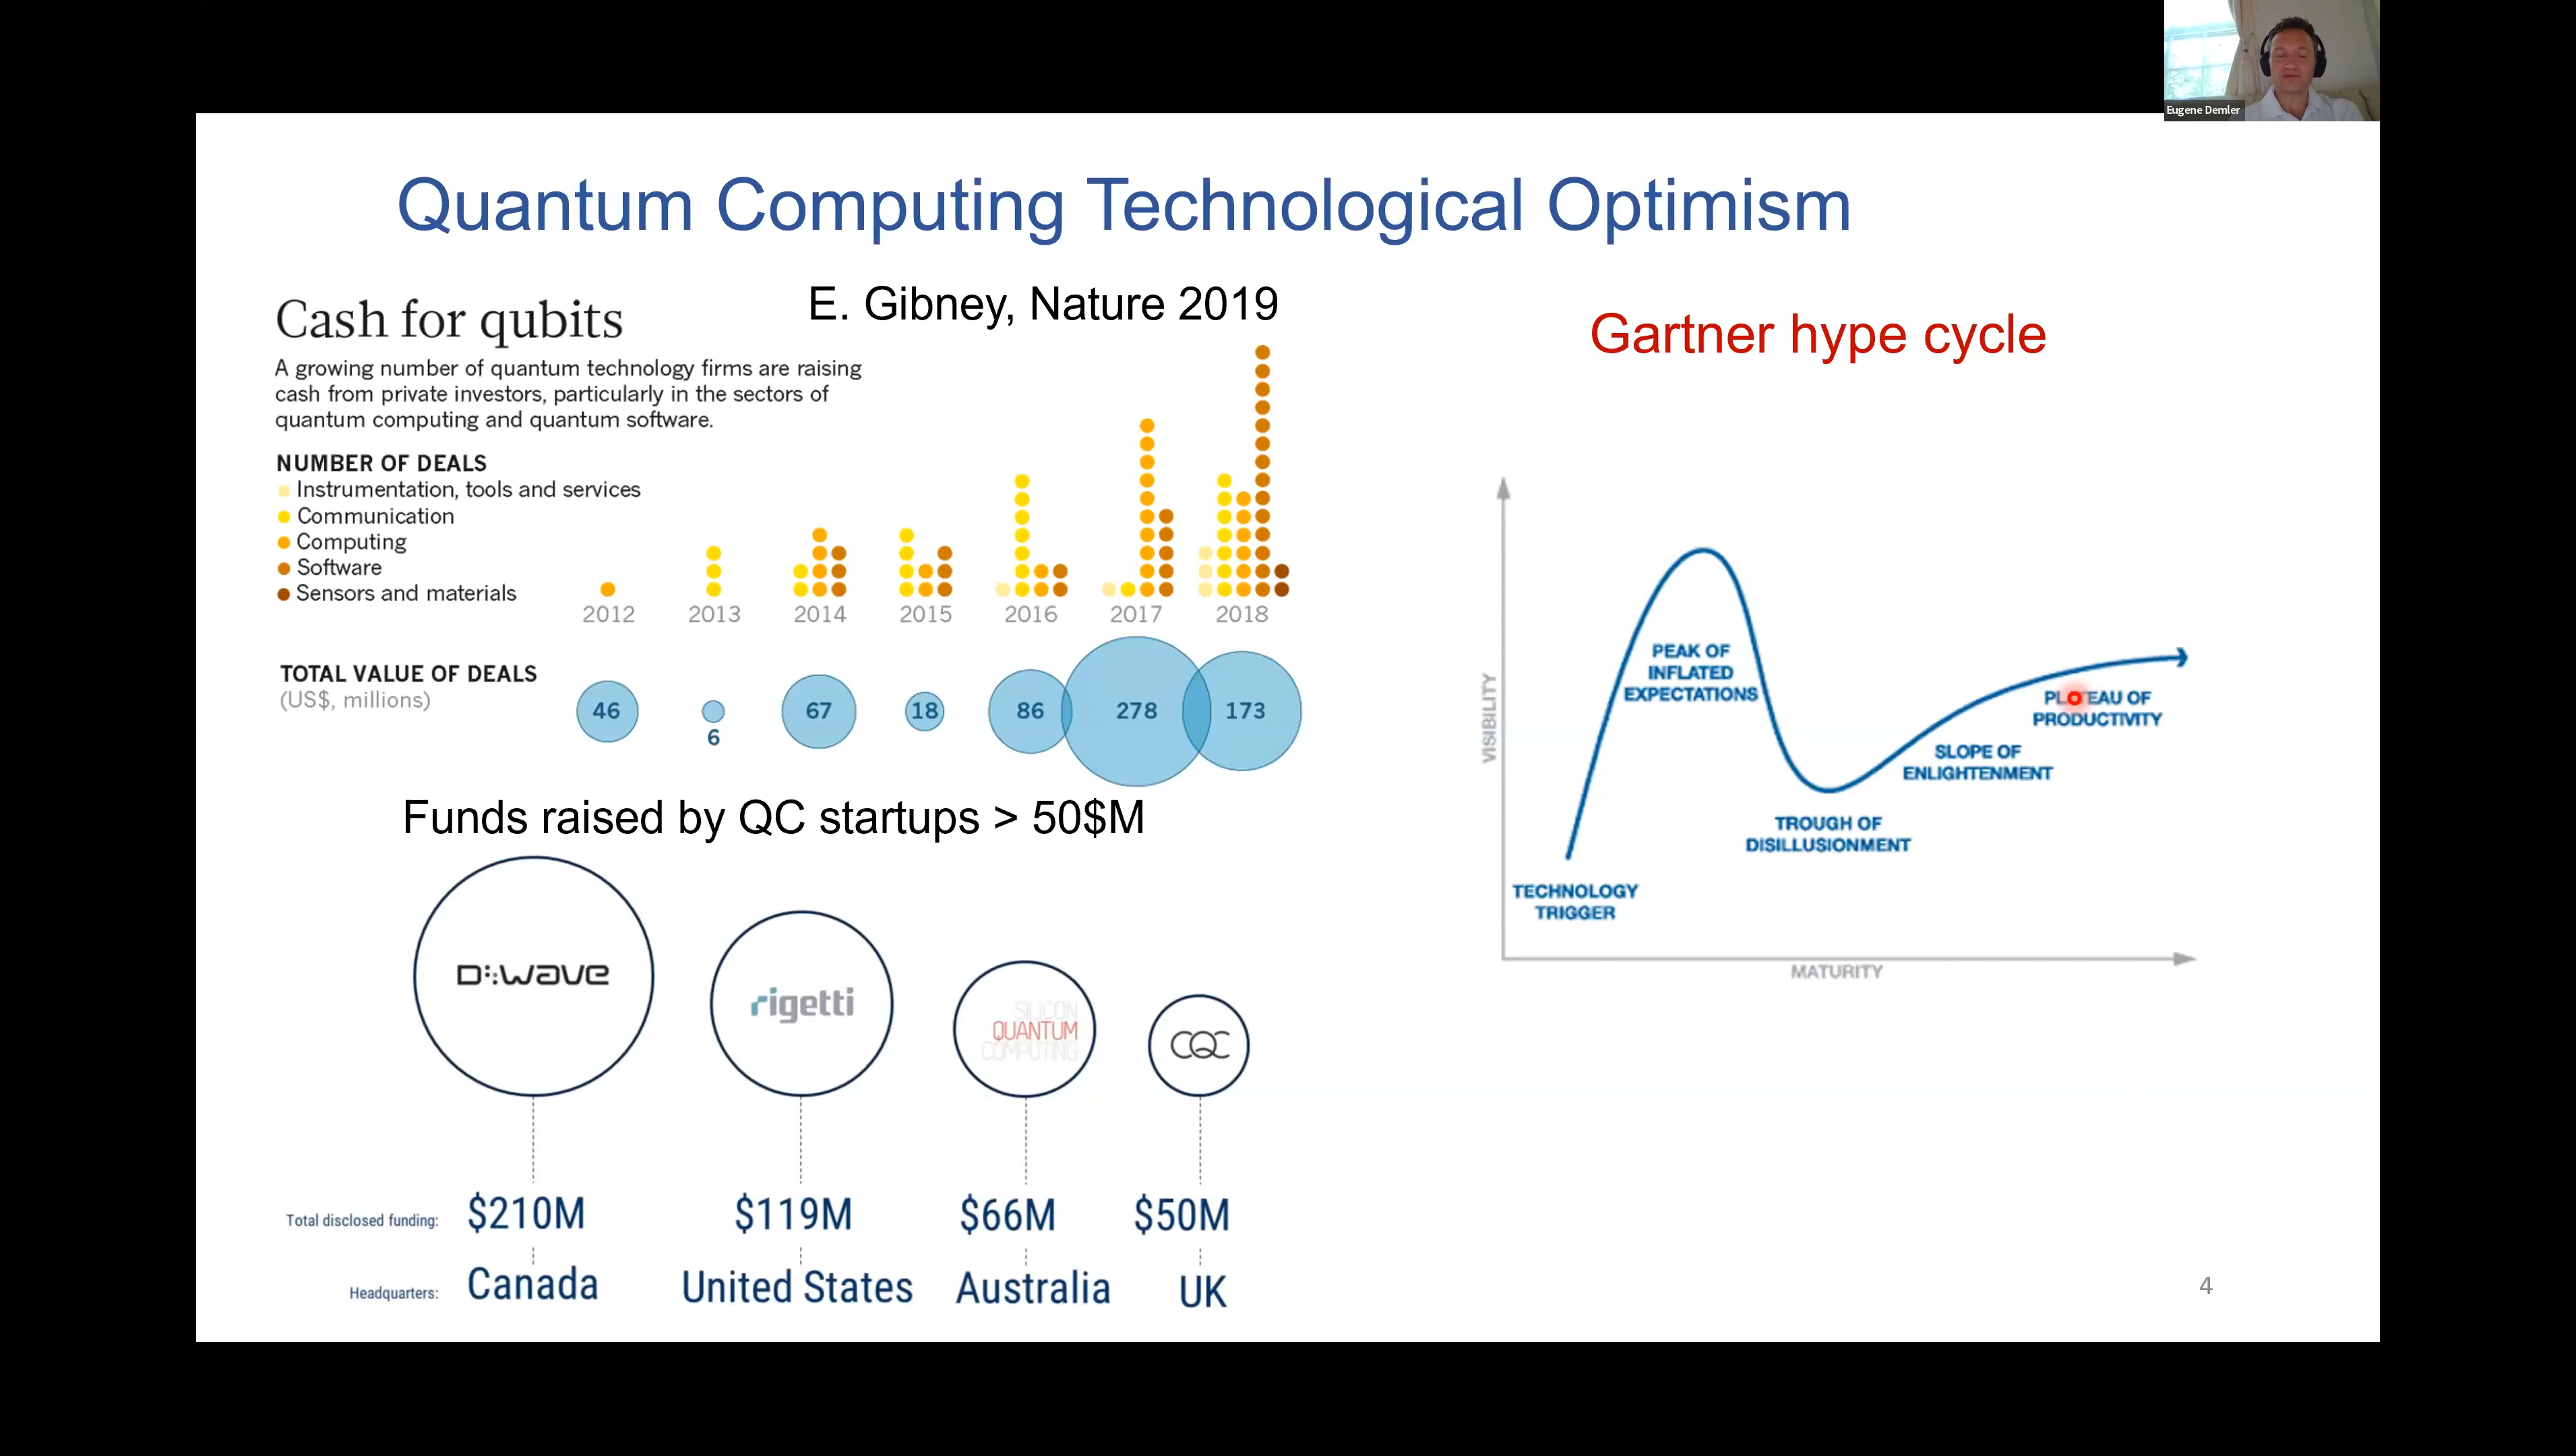 Eugene Demler
Quantum Computing Technological Optimism
Cash for qubits
E. Gibney, Nature 2019
A growing number of quantum technology firms are raising
cash from private investors, particularly in the sectors of
quantum computing and quantum software.
NUMBER OF DEALS
Instrumentation, tools and services
Communication
Computing
Software
Sensors and materials
2012 2013 2014 2015 2016 2017 2018
TOTAL VALUE OF DEALS
(US$, millions)
46 6 67 18 86 278 173
Funds raised by QC startups > 50$M
D:wave
rigetti
SILICON
QUANTUM
COMPUTING
CQC
Total disclosed funding: $210M $119M $66M $50M
Headquarters: Canada United States Australia UK
Gartner hype cycle
VISIBILITY
PEAK OF
INFLATED
EXPECTATIONS
PLATEAU OF
PRODUCTIVITY
SLOPE OF
ENLIGHTENMENT
TROUGH OF
DISILLUSIONMENT
TECHNOLOGY
TRIGGER
MATURITY
4